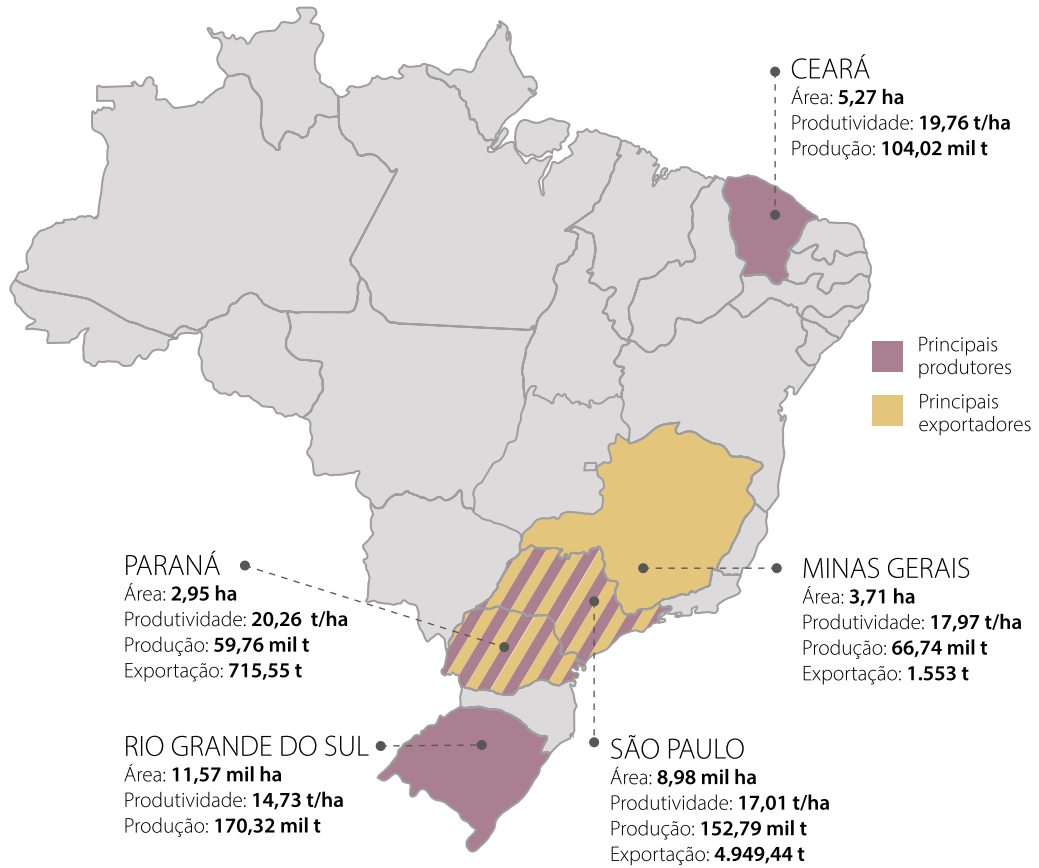 CEARÁ
Área: 5,27 ha
Produtividade: 19,76 t/ha
Produção: 104,02 mil t
Principais
produtores
Principais
exportadores
PARANÁ
Área: 2,95 ha
Produtividade: 20,26 t/ha
Produção: 59,76 mil t
Exportação: 715,55 t
MINAS GERAIS
Área: 3,71 ha
Produtividade: 17,97 t/ha
Produção: 66,74 mil t
Exportação: 1.553 t
RIO GRANDE DO SUL
Área: 11,57 mil ha
Produtividade: 14,73 t/ha
Produção: 170,32 mil t
SÃO PAULO
Área: 8,98 mil ha
Produtividade: 17,01 t/ha
Produção: 152,79 mil t
Exportação: 4.949,44 t